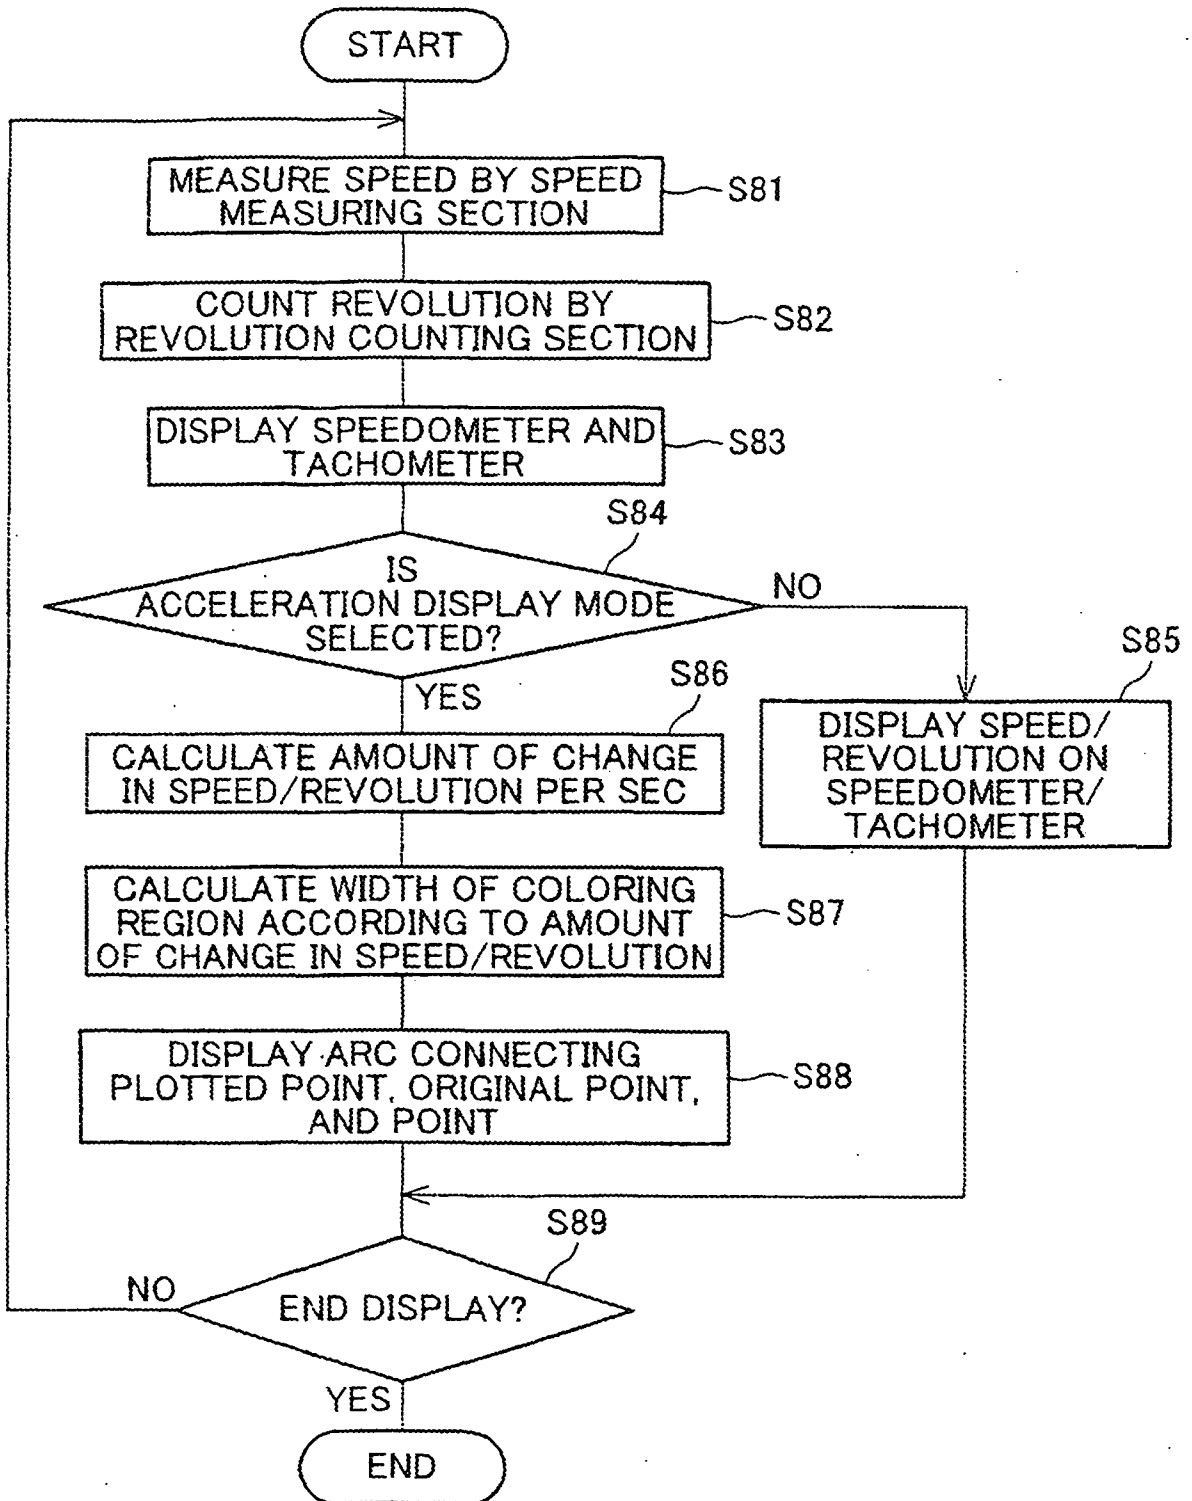 START
MEASURE SPEED BY SPEED
MEASURING SECTION
S81
COUNT REVOLUTION BY
REVOLUTION COUNTING SECTION
S82
DISPLAY SPEEDOMETER AND
TACHOMETER
S83
S84
IS
ACCELERATION DISPLAY MODE
SELECTED?
NO
YES
S85
DISPLAY SPEED/
REVOLUTION ON
SPEEDOMETER/
TACHOMETER
S86
CALCULATE AMOUNT OF CHANGE
IN SPEED/REVOLUTION PER SEC
CALCULATE WIDTH OF COLORING
REGION ACCORDING TO AMOUNT
OF CHANGE IN SPEED/REVOLUTION
S87
DISPLAY ARC CONNECTING
PLOTTED POINT, ORIGINAL POINT,
AND POINT
S88
S89
END DISPLAY?
NO
YES
END